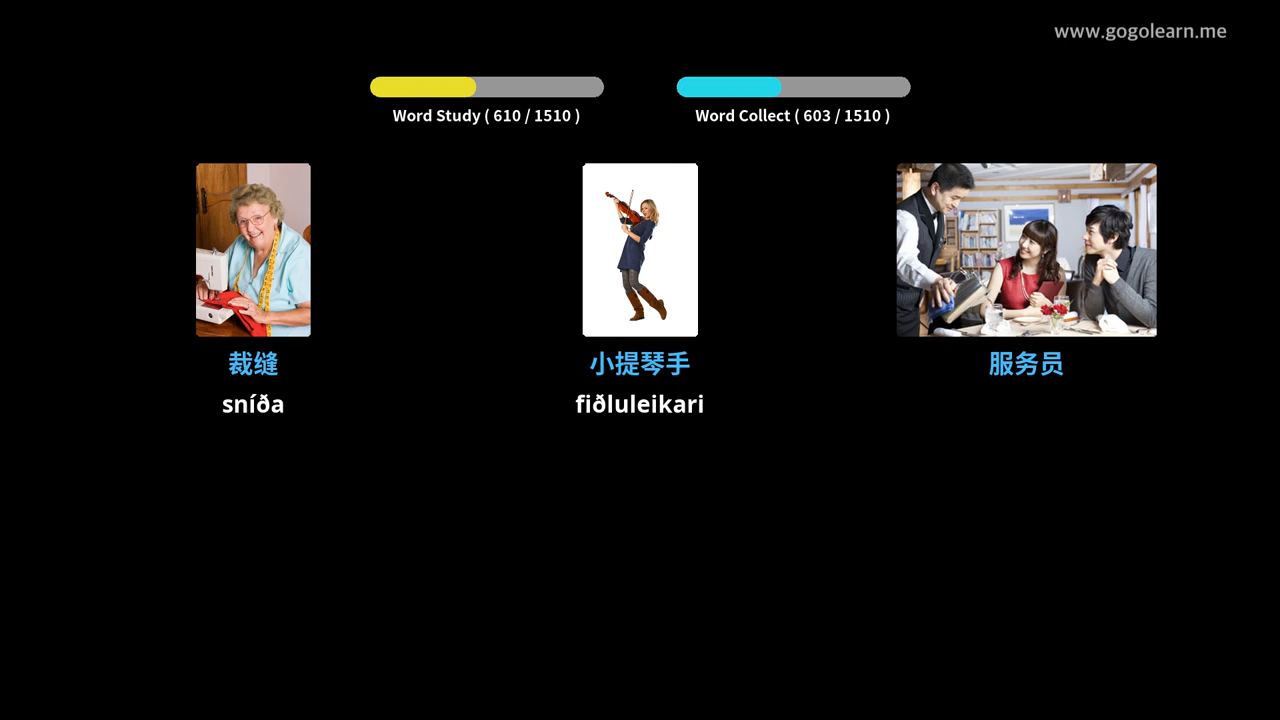 www.gogolearn.me
Word Study ( 610 / 1510 )
Word Collect ( 603 / 1510 )
裁缝
小提琴手
服务员
sníða
fiðluleikari